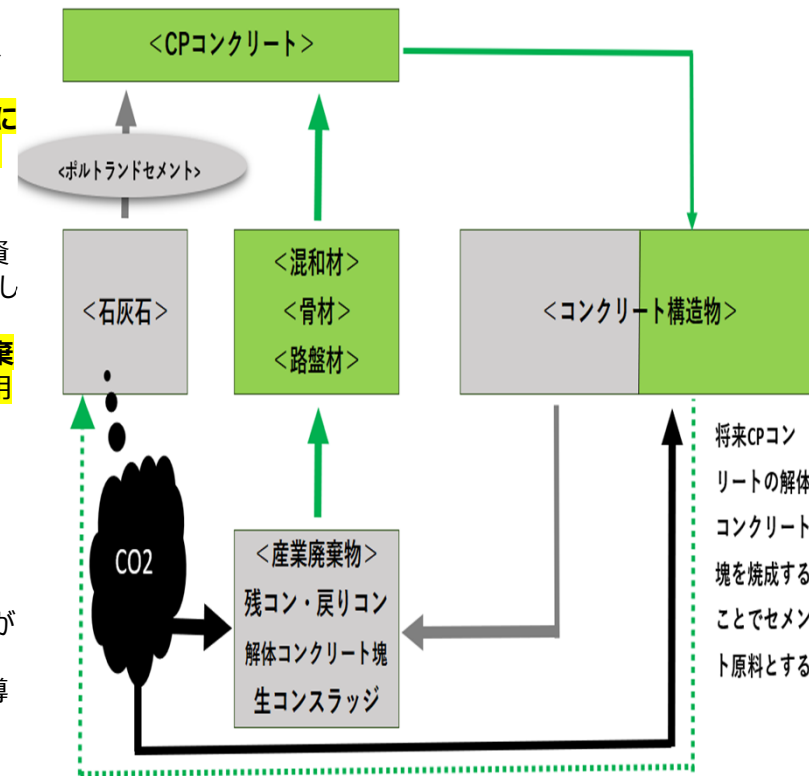 <CPコンクリート>
に
<ポルトランドセメント>
し
<石灰石>
<混和材>
<骨材>
<路盤材>
<コンクリート構造物>
棄
CO2
<産業廃棄物>
残コン・戻りコン
解体コンクリート塊
生コンスラッジ
が
導
将来CPコン
リートの解体
コンクリート
塊を焼成する
ことでセメン
ト原料とする